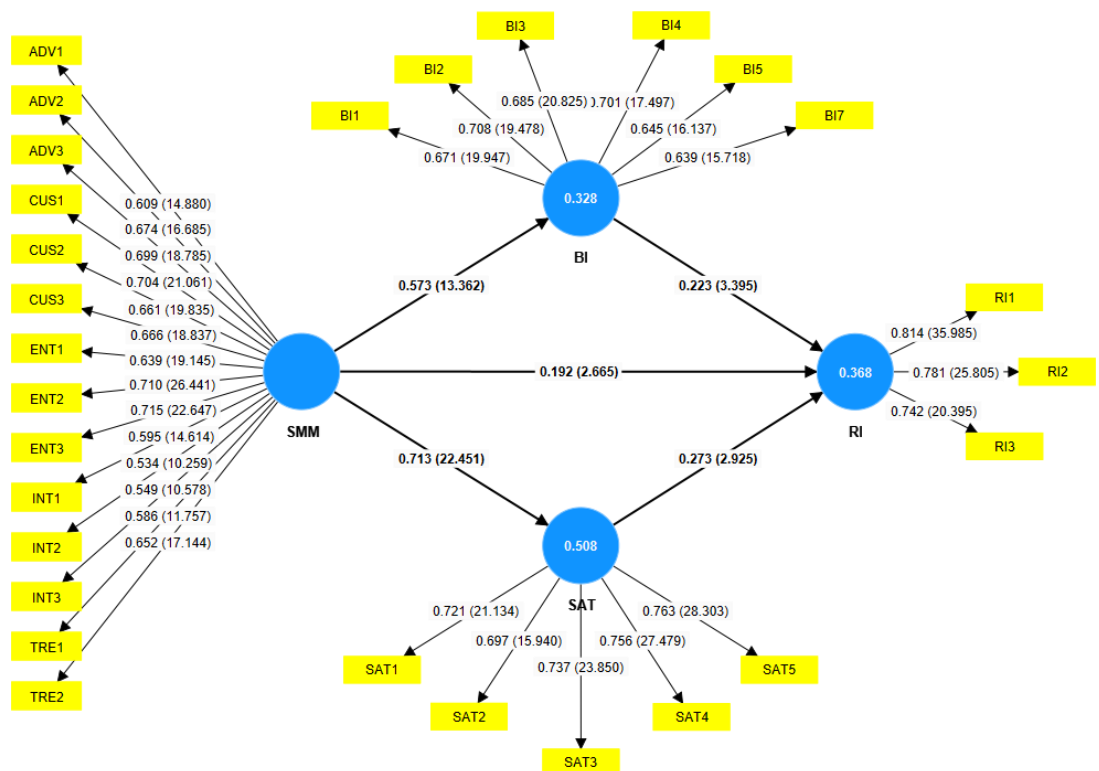 ADV1
ADV2
ADV3
CUS1
CUS2
CUS3
ENT1
ENT2
ENT3
INT1
INT2
INT3
TRE1
TRE2
0.609 (14.880)
0.674 (16.685)
0.699 (18.785)
0.704 (21.061)
0.661 (19.835)
0.666 (18.837)
0.639 (19.145)
0.710 (26.441)
0.715 (22.647)
0.595 (14.614)
0.534 (10.259)
0.549 (10.578)
0.586 (11.757)
0.652 (17.144)
SMM
BI1
BI2
BI3
BI4
BI5
BI7
0.671 (19.947)
0.708 (19.478)
0.685 (20.825)
0.701 (17.497)
0.645 (16.137)
0.639 (15.718)
0.328
BI
0.573 (13.362)
0.223 (3.395)
0.192 (2.665)
0.713 (22.451)
0.273 (2.925)
0.368
RI
0.814 (35.985)
0.781 (25.805)
0.742 (20.395)
RI1
RI2
RI3
0.508
SAT
0.721 (21.134)
0.697 (15.940)
0.737 (23.850)
0.756 (27.479)
0.763 (28.303)
SAT1
SAT2
SAT3
SAT4
SAT5